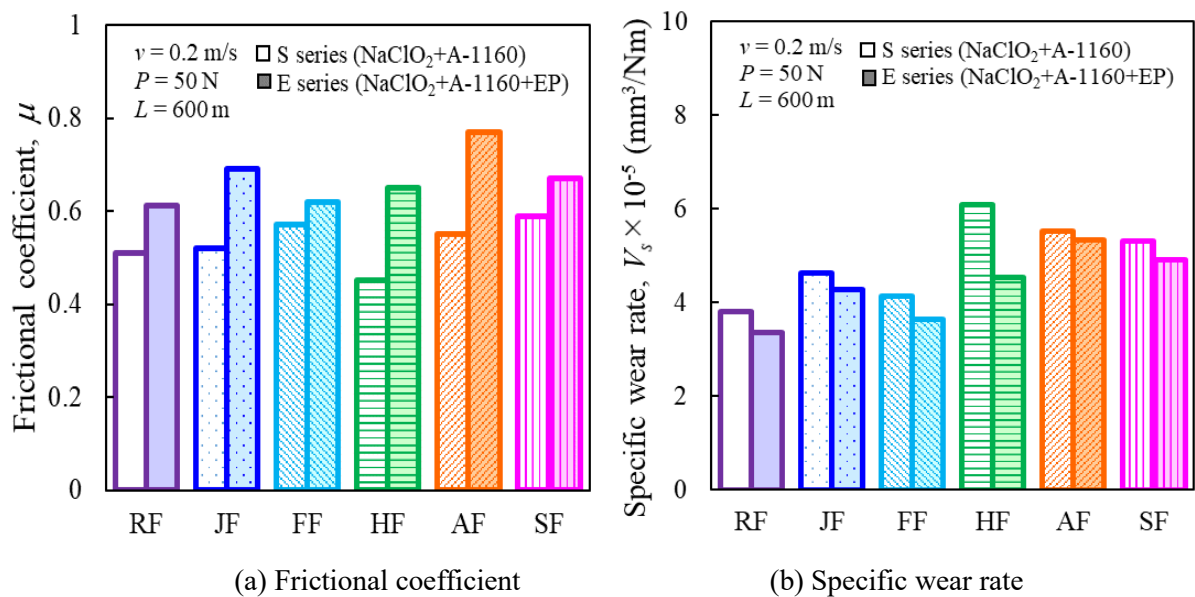 Frictional coefficient, μ
1
0.8
0.6
0.4
0.2
0
v = 0.2 m/s
P = 50 N
L = 600 m
S series (NaClO₂+A-1160)
E series (NaClO₂+A-1160+EP)
RF JF FF HF AF SF
(a) Frictional coefficient
Specific wear rate, Vₛ × 10⁻⁵ (mm³/Nm)
10
8
6
4
2
0
v = 0.2 m/s
P = 50 N
L = 600 m
S series (NaClO₂+A-1160)
E series (NaClO₂+A-1160+EP)
RF JF FF HF AF SF
(b) Specific wear rate